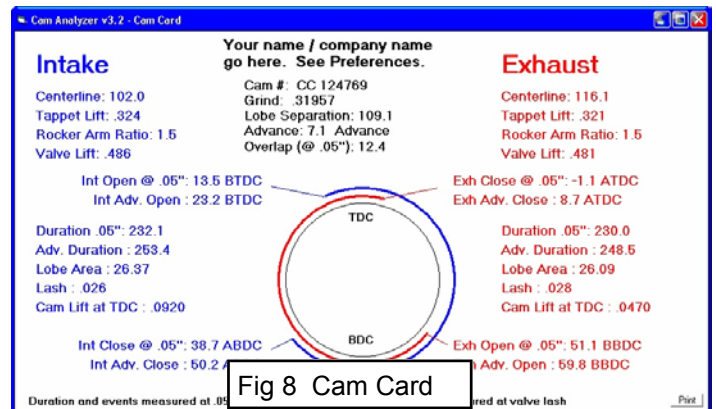 Cam Analyzer v3.2 - Cam Card
Your name / company name
go here. See Preferences.
Intake
Centerline: 102.0
Tappet Lift: .324
Rocker Arm Ratio: 1.5
Valve Lift: .486
Cam #: CC 124769
Grind: .31957
Lobe Separation: 109.1
Advance: 7.1 Advance
Overlap (@ .05"): 12.4
Exhaust
Centerline: 116.1
Tappet Lift: .321
Rocker Arm Ratio: 1.5
Valve Lift: .481
Int Open @ .05": 13.5 BTDC
Int Adv. Open : 23.2 BTDC
Exh Close @ .05": -1.1 ATDC
Exh Adv. Close : 8.7 ATDC
TDC
Duration .05": 232.1
Adv. Duration : 253.4
Lobe Area : 26.37
Lash : .026
Cam Lift at TDC : .0920
Duration .05": 230.0
Adv. Duration : 248.5
Lobe Area : 26.09
Lash : .028
Cam Lift at TDC : .0470
BDC
Int Close @ .05": 38.7 ABDC
Int Adv. Close : 50.2
Exh Open @ .05": 51.1 BBDC
Adv. Open : 59.8 BBDC
Fig 8 Cam Card
Duration and events measured at .05
ured at valve lash
Print